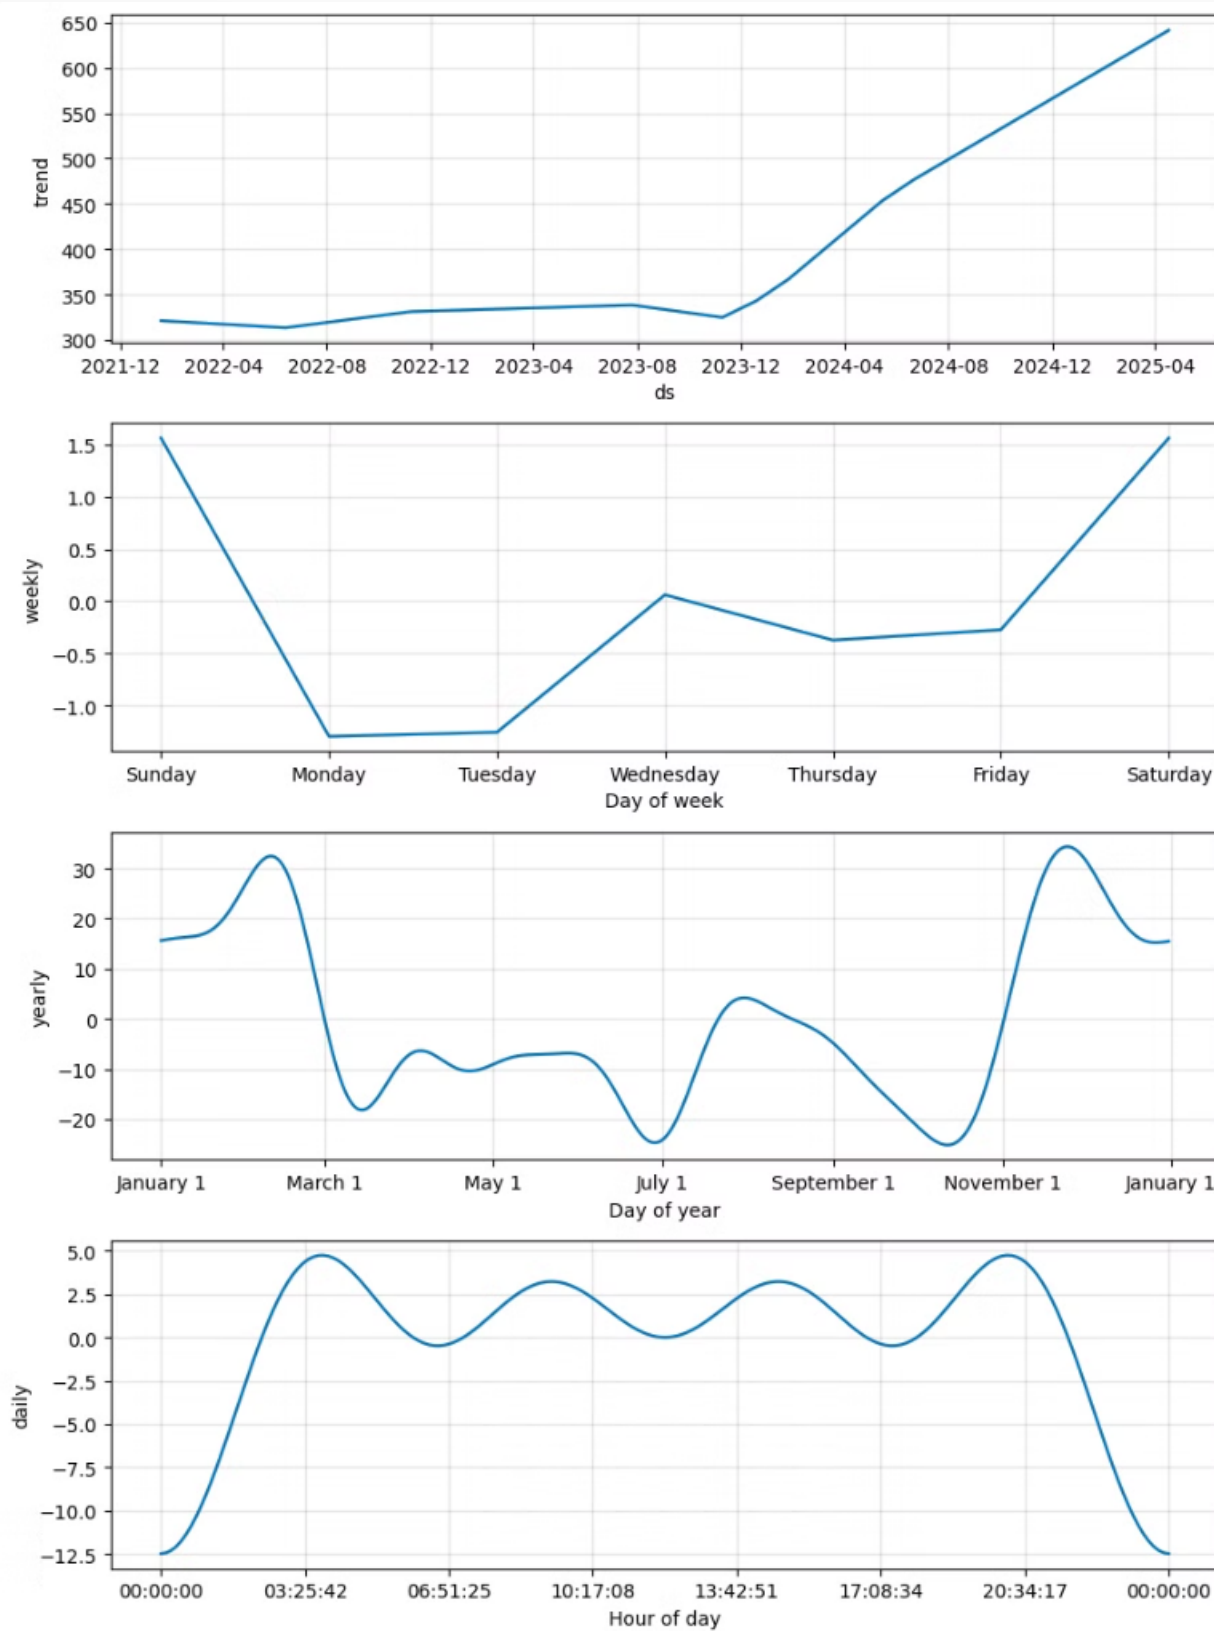 650
600
550
500
450
400
350
300
trend
2021-12 2022-04 2022-08 2022-12 2023-04 2023-08 2023-12 2024-04 2024-08 2024-12 2025-04
ds
1.5
1.0
0.5
0.0
−0.5
−1.0
weekly
Sunday Monday Tuesday Wednesday Thursday Friday Saturday
Day of week
30
20
10
0
−10
−20
yearly
January 1 March 1 May 1 July 1 September 1 November 1 January 1
Day of year
5.0
2.5
0.0
−2.5
−5.0
−7.5
−10.0
−12.5
daily
00:00:00 03:25:42 06:51:25 10:17:08 13:42:51 17:08:34 20:34:17 00:00:00
Hour of day